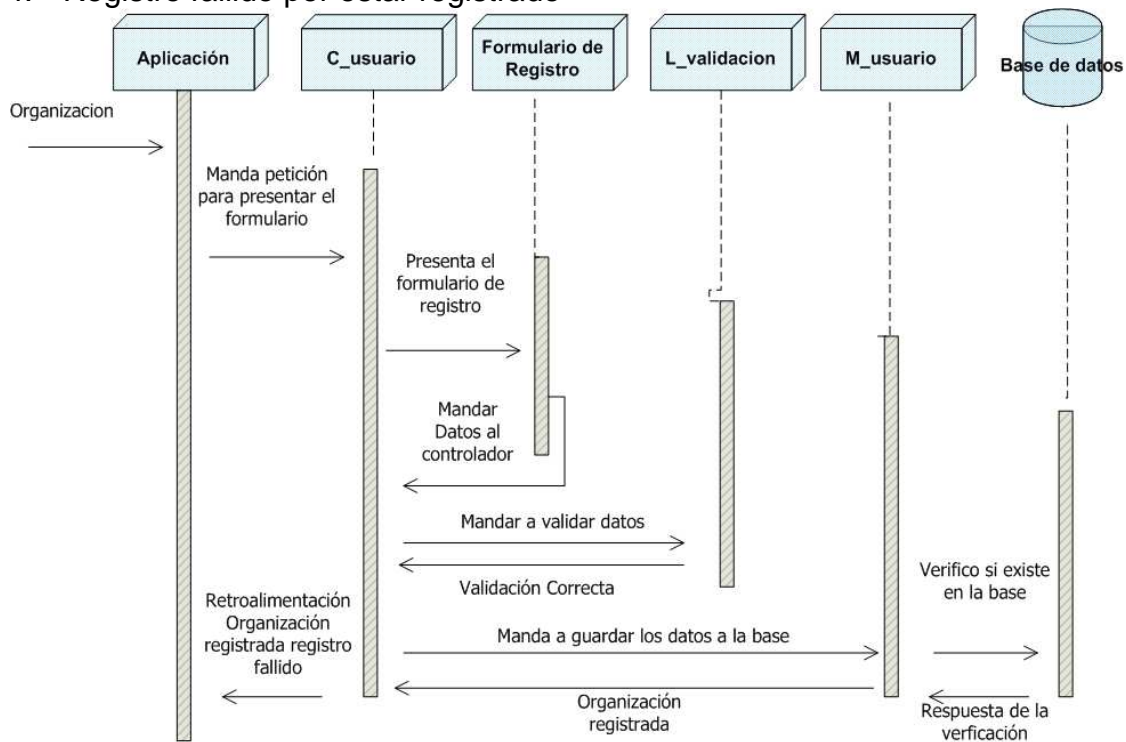 Registro fallido por estar registrado
Aplicación
C_usuario
Formulario de
Registro
L_validacion
M_usuario
Base de datos
Organizacion
Manda petición
para presentar el
formulario
Presenta el
formulario de
registro
Mandar
Datos al
controlador
Mandar a validar datos
Validación Correcta
Verifico si existe
en la base
Retroalimentación
Organización
registrada registro
fallido
Manda a guardar los datos a la base
Organización
registrada
Respuesta de la
verficación